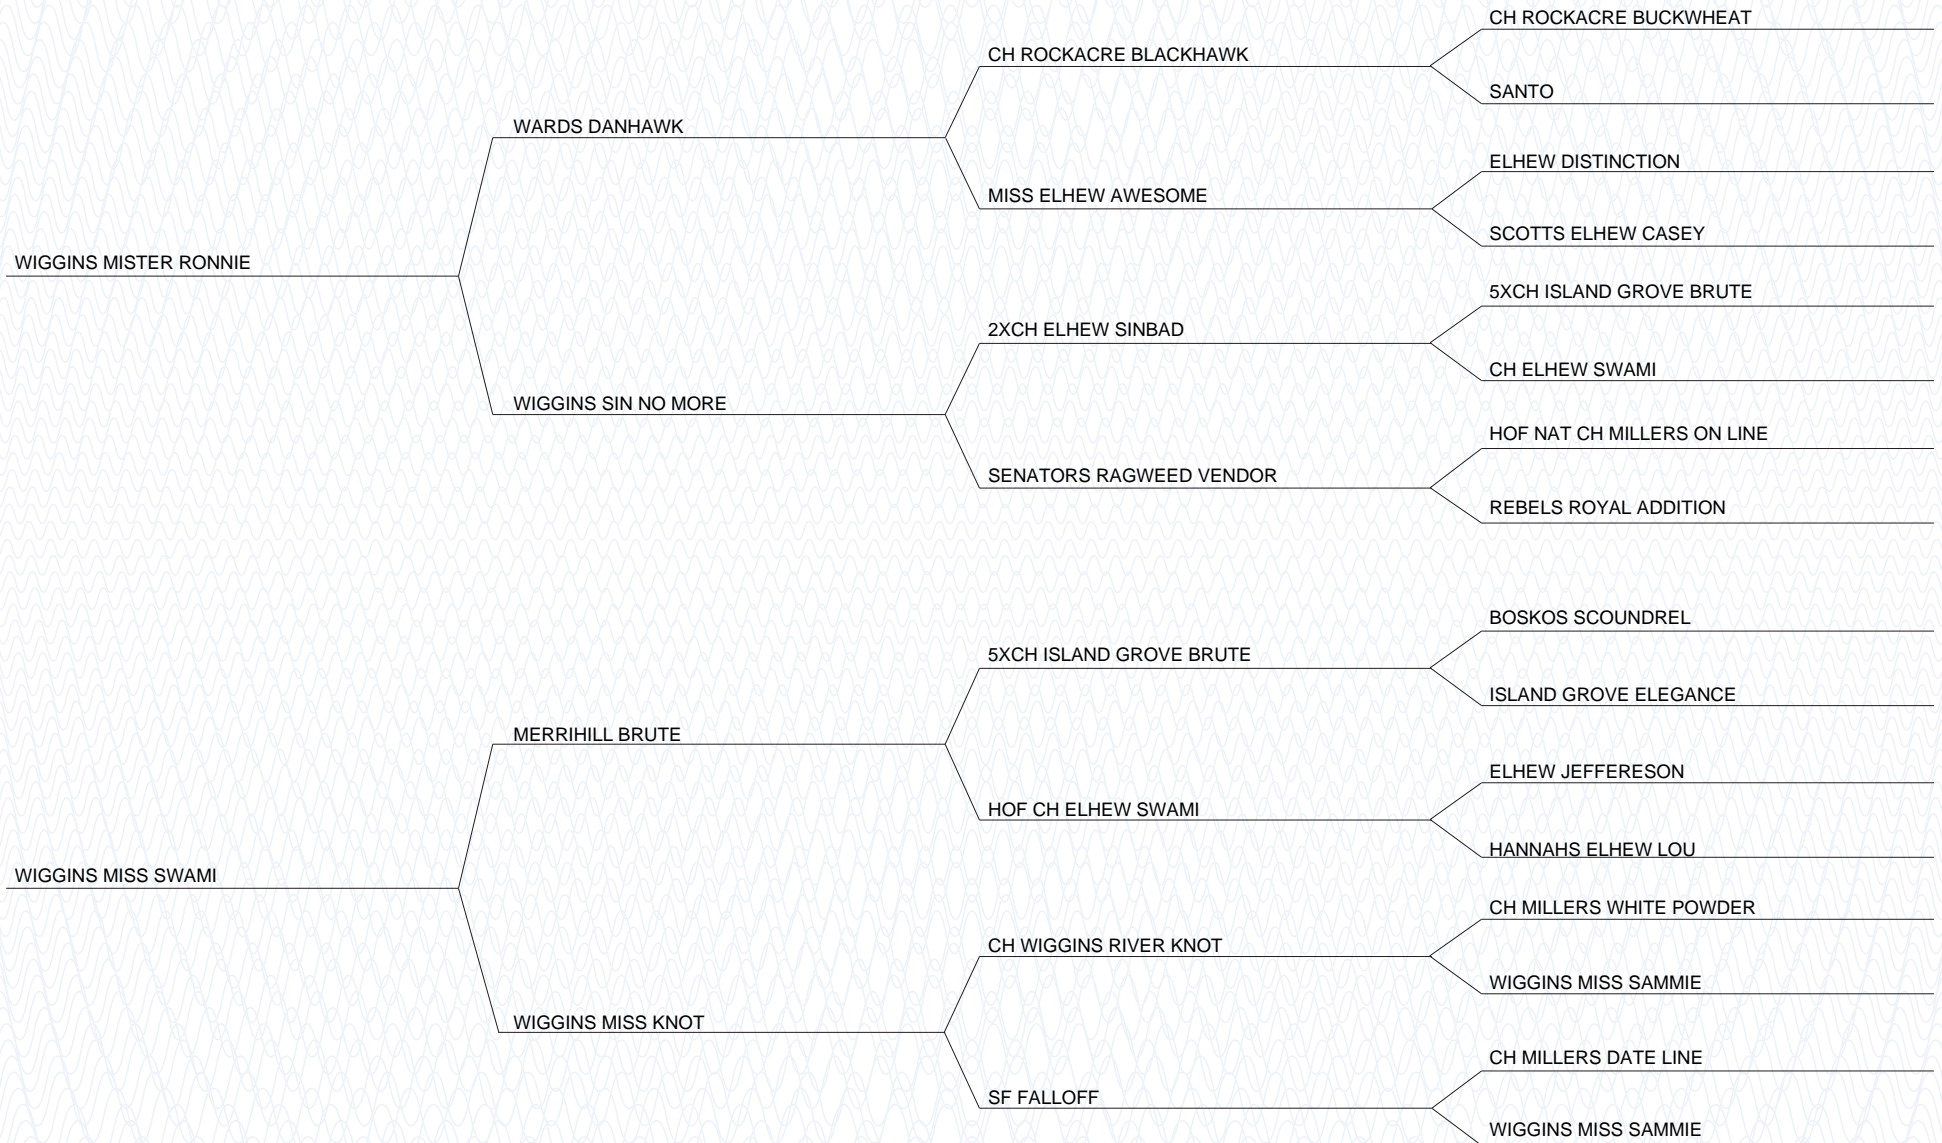 CH ROCKACRE BUCKWHEAT
CH ROCKACRE BLACKHAWK
SANTO
WARDS DANHAWK
ELHEW DISTINCTION
MISS ELHEW AWESOME
SCOTTS ELHEW CASEY
WIGGINS MISTER RONNIE
5XCH ISLAND GROVE BRUTE
2XCH ELHEW SINBAD
CH ELHEW SWAMI
WIGGINS SIN NO MORE
HOF NAT CH MILLERS ON LINE
SENATORS RAGWEED VENDOR
REBELS ROYAL ADDITION
BOSKOS SCOUNDREL
5XCH ISLAND GROVE BRUTE
ISLAND GROVE ELEGANCE
MERRIHILL BRUTE
ELHEW JEFFERESON
HOF CH ELHEW SWAMI
HANNAHS ELHEW LOU
WIGGINS MISS SWAMI
CH MILLERS WHITE POWDER
CH WIGGINS RIVER KNOT
WIGGINS MISS SAMMIE
WIGGINS MISS KNOT
CH MILLERS DATE LINE
SF FALLOFF
WIGGINS MISS SAMMIE